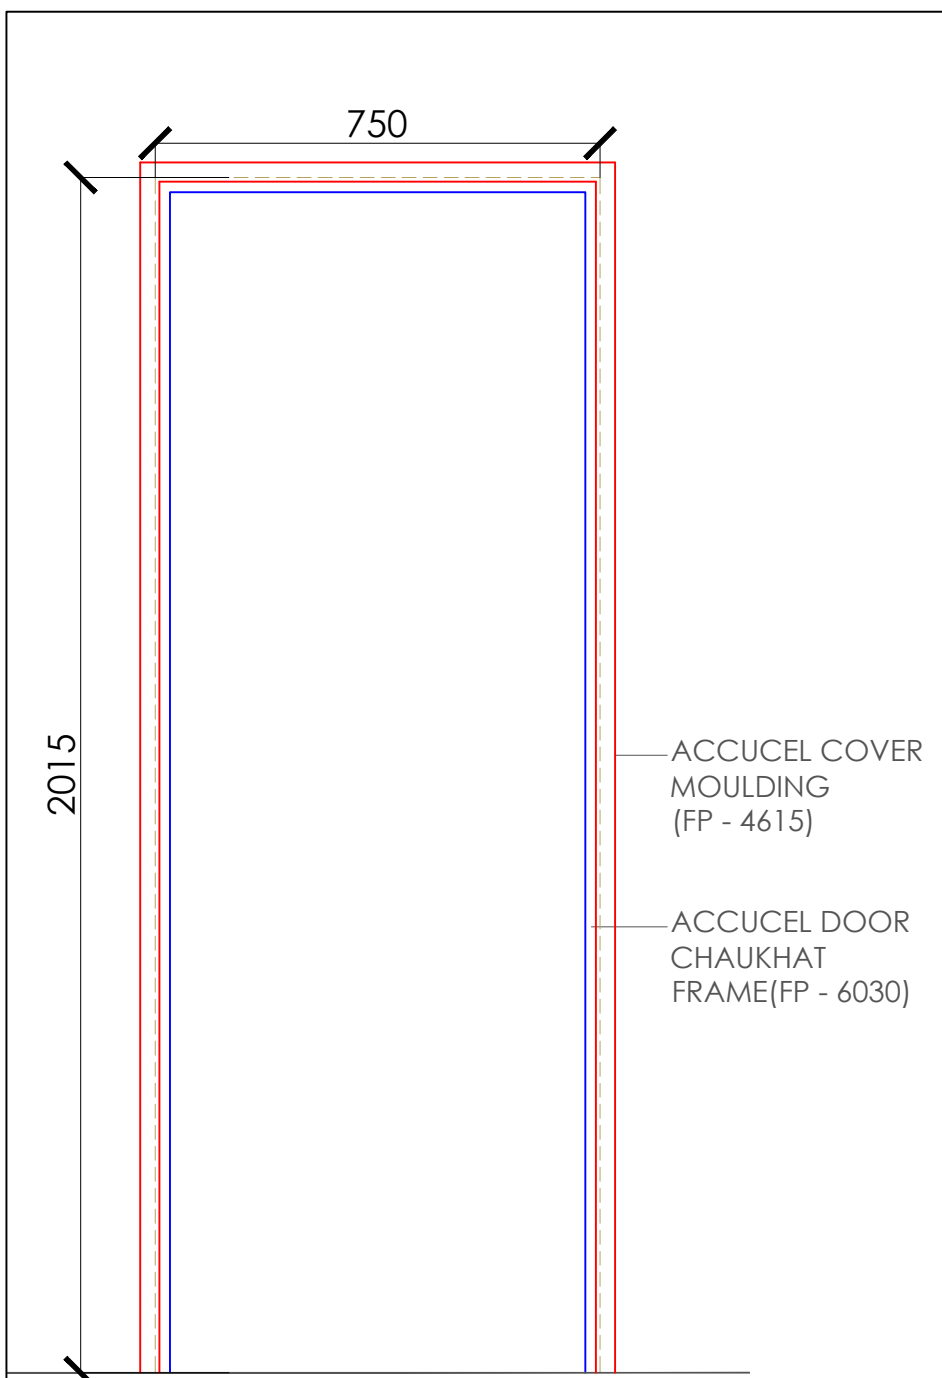 750
2015
ACCUCEL COVER
MOULDING
(FP - 4615)
ACCUCEL DOOR
CHAUKHAT
FRAME(FP - 6030)